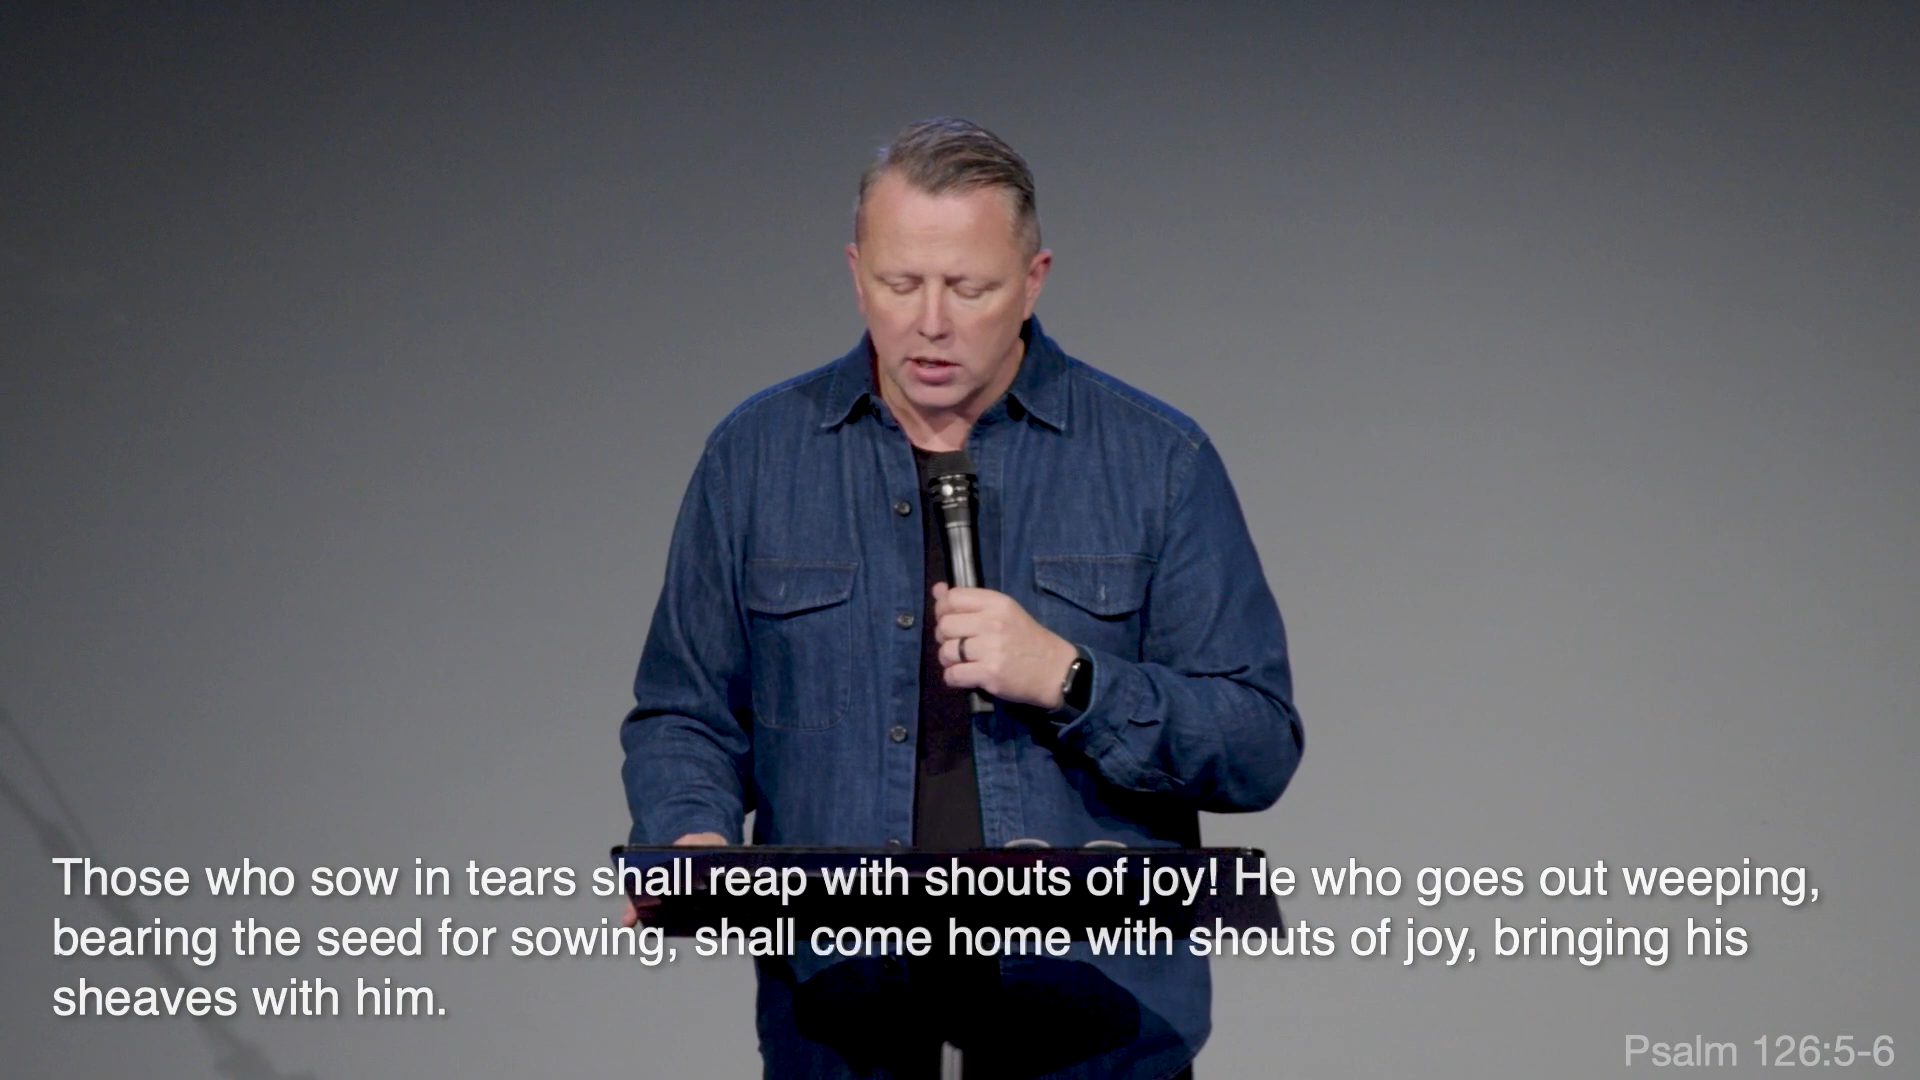 Those who sow in tears shall reap with shouts of joy! He who goes out weeping,
bearing the seed for sowing, shall come home with shouts of joy, bringing his
sheaves with him.
Psalm 126:5-6